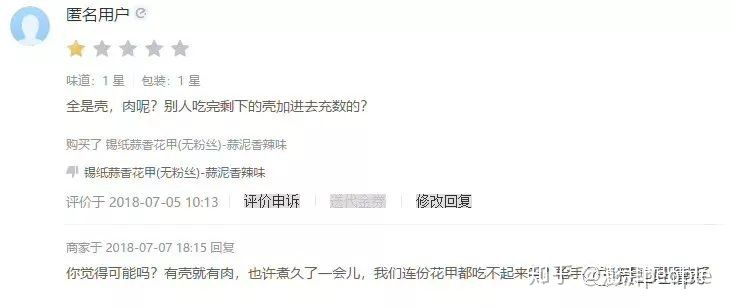 匿名用户
味道：1 星 包装：1 星
全是壳，肉呢？别人吃完剩下的壳加进去充数的？
购买了 锡纸蒜香花甲(无粉丝)-蒜泥香辣味
锡纸蒜香花甲(无粉丝)-蒜泥香辣味
评价于 2018-07-05 10:13 评价申诉 送代金券 修改回复
商家于 2018-07-07 18:15 回复
你觉得可能吗？有壳就有肉，也许煮久了一会儿，我们连份花甲都吃不起来
知乎